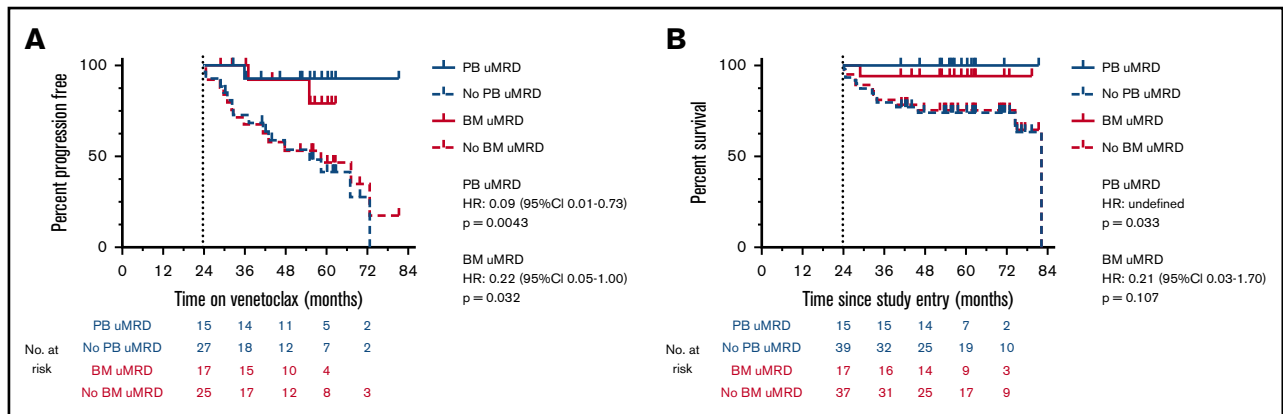 A
Percent progression free
100
50
0
0 12 24 36 48 60 72 84
Time on venetoclax (months)
PB uMRD
No PB uMRD
BM uMRD
No BM uMRD
PB uMRD
HR: 0.09 (95%CI 0.01-0.73)
p = 0.0043
BM uMRD
HR: 0.22 (95%CI 0.05-1.00)
p = 0.032
No. at
risk
PB uMRD 15 14 11 5 2
No PB uMRD 27 18 12 7 2
BM uMRD 17 15 10 4
No BM uMRD 25 17 12 8 3
B
Percent survival
100
50
0
0 12 24 36 48 60 72 84
Time since study entry (months)
PB uMRD
No PB uMRD
BM uMRD
No BM uMRD
PB uMRD
HR: undefined
p = 0.033
BM uMRD
HR: 0.21 (95%CI 0.03-1.70)
p = 0.107
No. at
risk
PB uMRD 15 15 14 7 2
No PB uMRD 39 32 25 19 10
BM uMRD 17 16 14 9 3
No BM uMRD 37 31 25 17 9